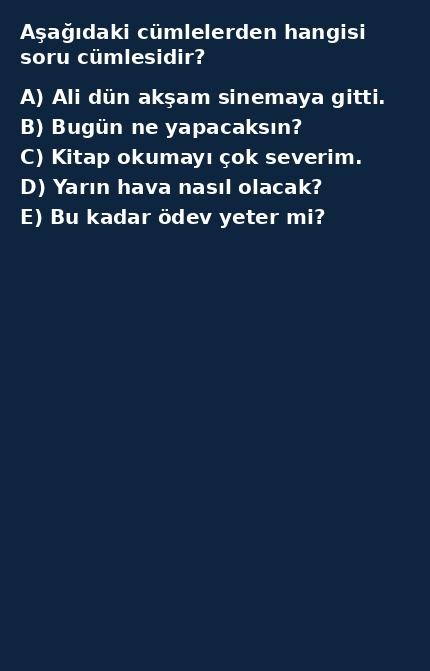 Aşağıdaki cümlelerden hangisi
soru cümlesidir?
A) Ali dün akşam sinemaya gitti.
B) Bugün ne yapacaksın?
C) Kitap okumayı çok severim.
D) Yarın hava nasıl olacak?
E) Bu kadar ödev yeter mi?